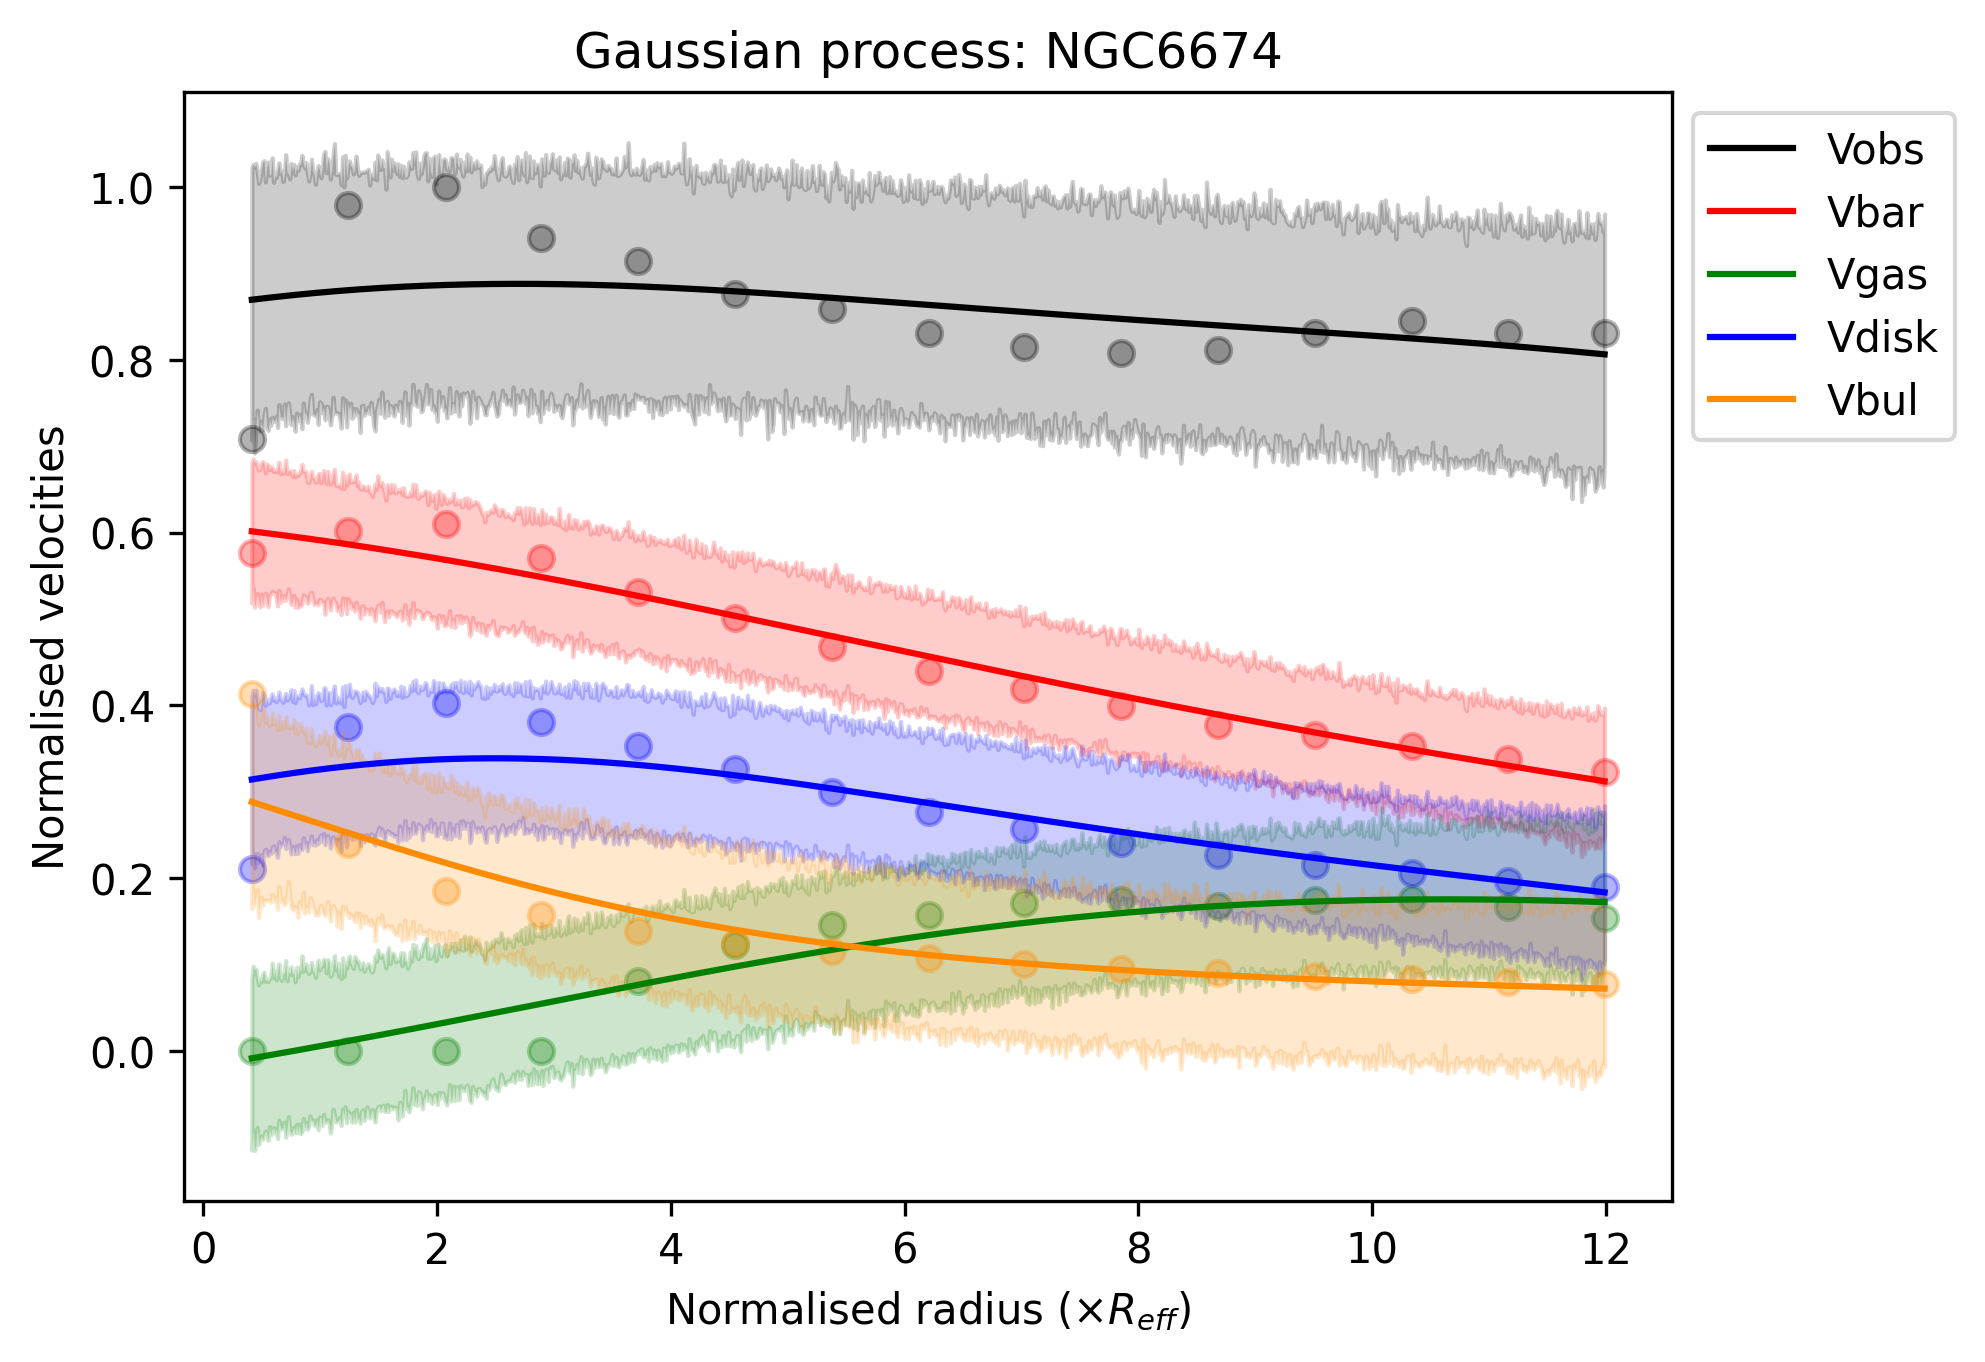 Gaussian process: NGC6674
Vobs
Vbar
Vgas
Vdisk
Vbul
Normalised velocities
1.0
0.8
0.6
0.4
0.2
0.0
0 2 4 6 8 10 12
Normalised radius (×R_eff)